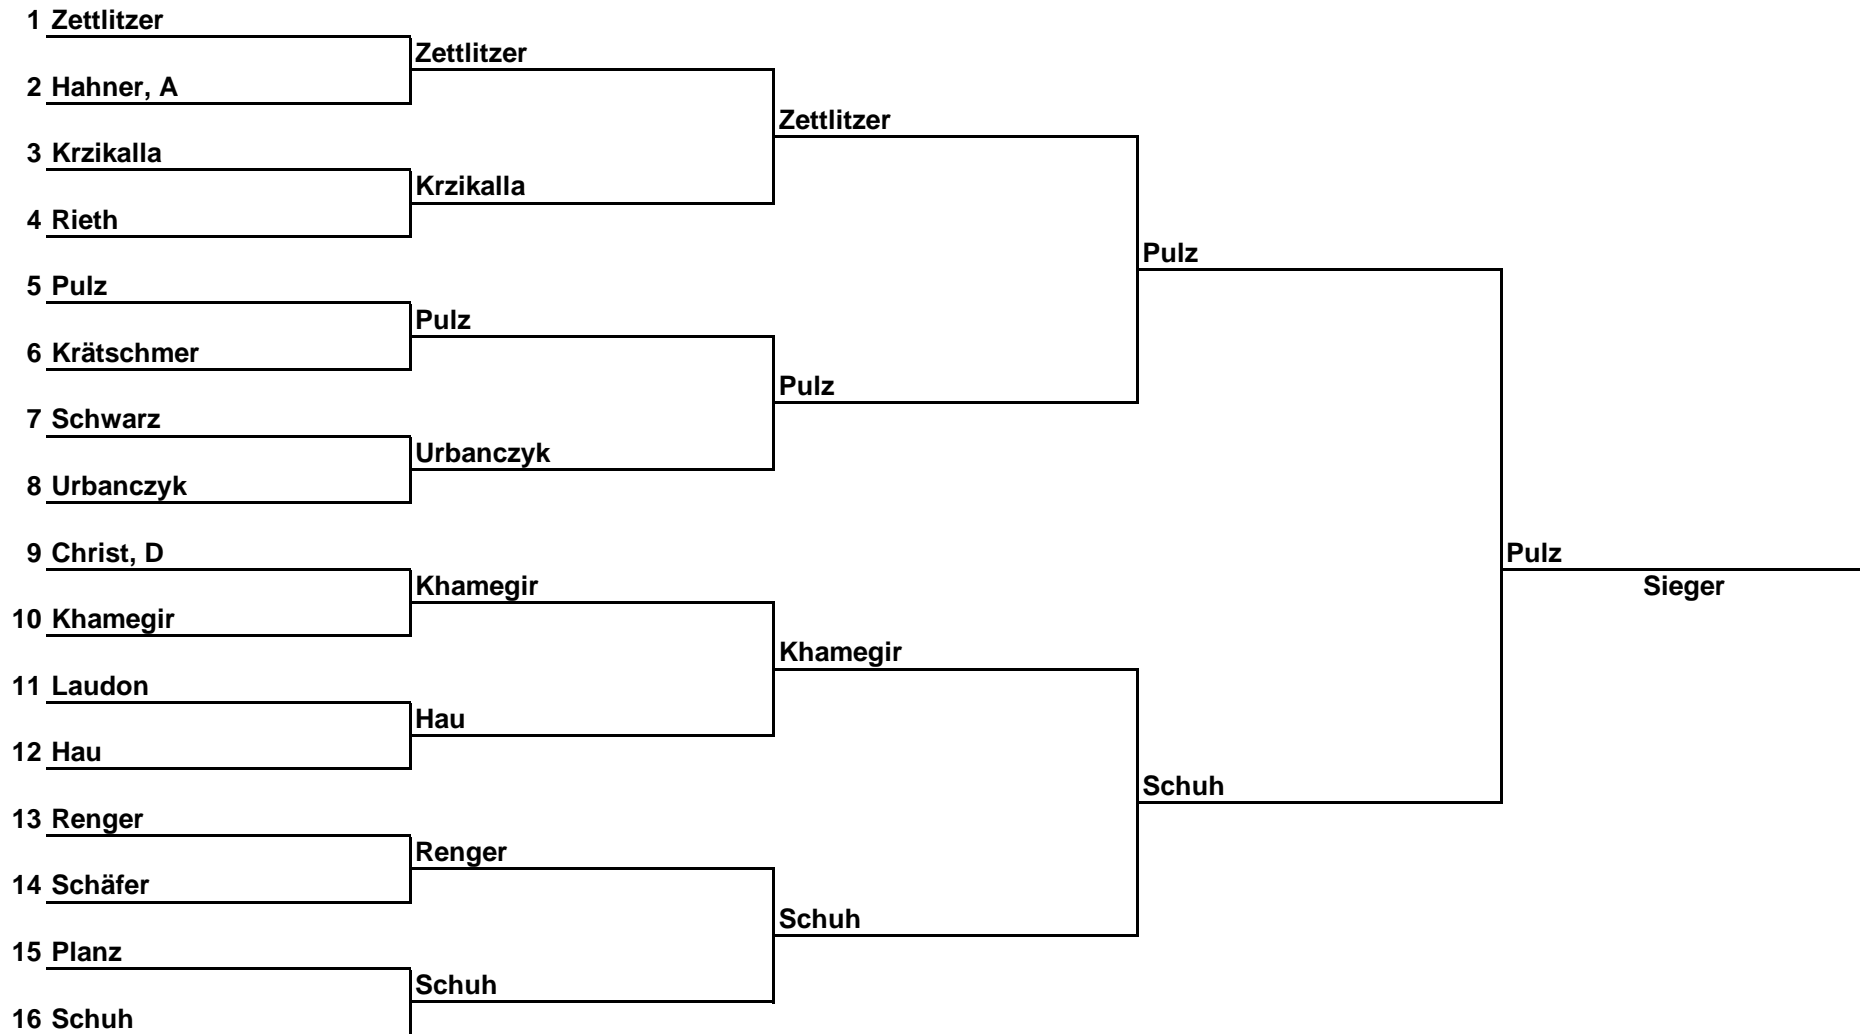 1 Zettlitzer
Zettlitzer
2 Hahner, A
Zettlitzer
3 Krzikalla
Krzikalla
4 Rieth
Pulz
5 Pulz
Pulz
6 Krätschmer
Pulz
7 Schwarz
Urbanczyk
8 Urbanczyk
9 Christ, D
Pulz
Khamegir
Sieger
10 Khamegir
Khamegir
11 Laudon
Hau
12 Hau
Schuh
13 Renger
Renger
14 Schäfer
Schuh
15 Planz
Schuh
16 Schuh